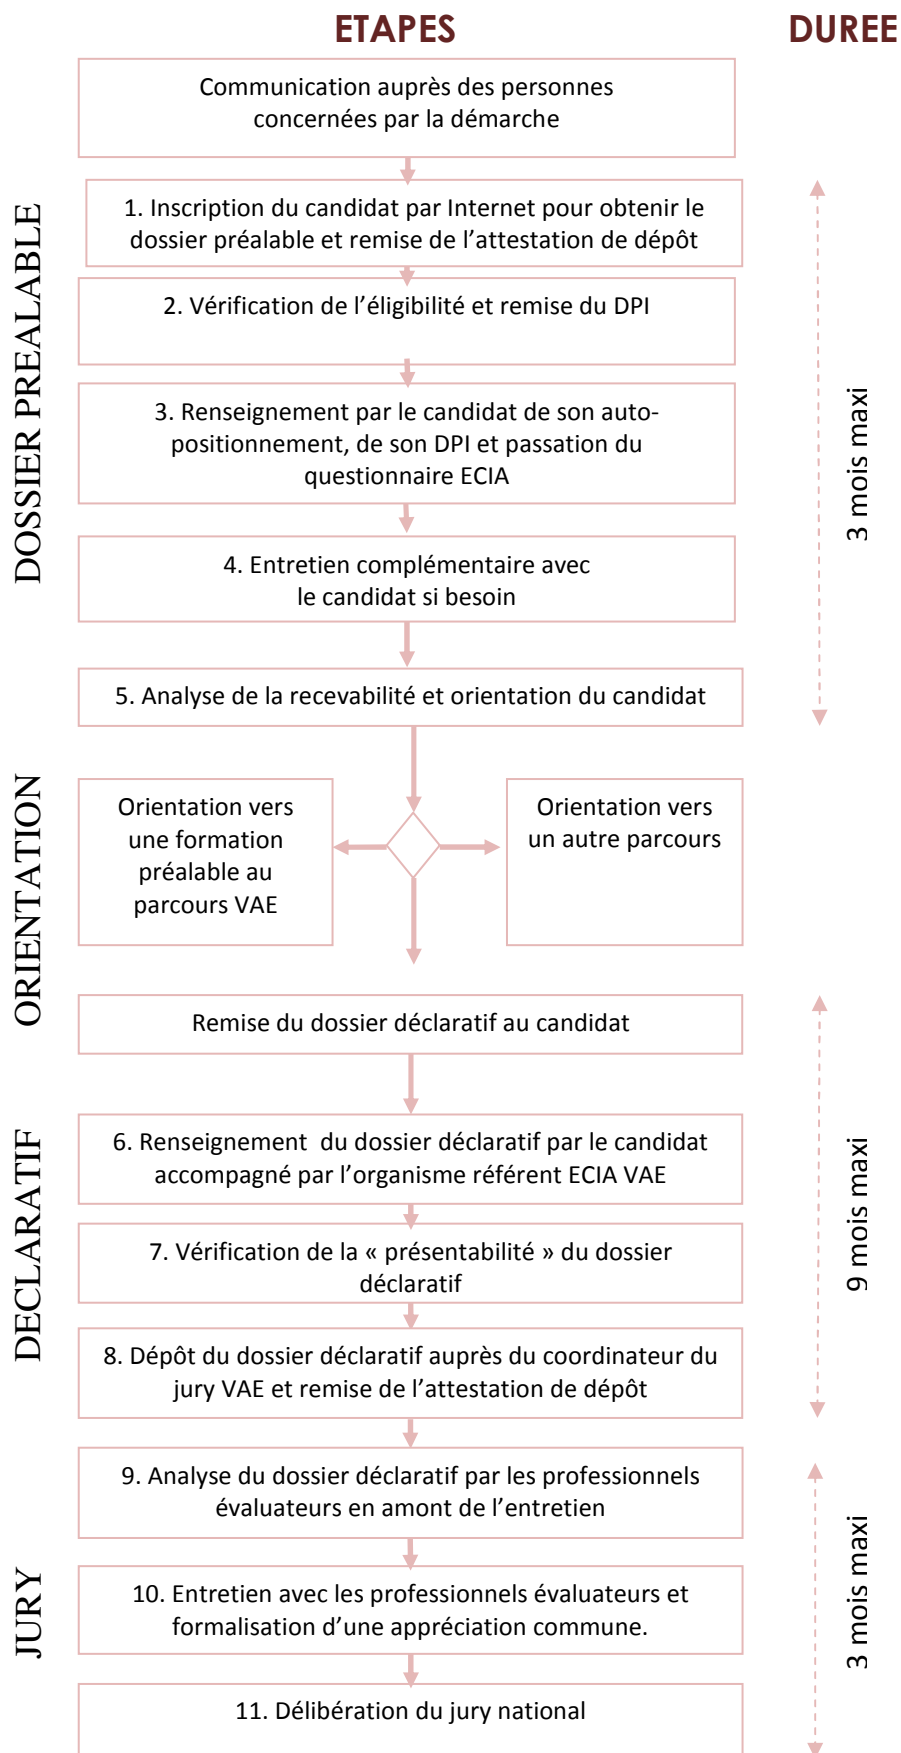 ETAPES
DUREE
Communication auprès des personnes
concernées par la démarche
DOSSIER PREALABLE
1. Inscription du candidat par Internet pour obtenir le
dossier préalable et remise de l’attestation de dépôt
2. Vérification de l’éligibilité et remise du DPI
3. Renseignement par le candidat de son auto-
positionnement, de son DPI et passation du
questionnaire ECIA
3 mois maxi
4. Entretien complémentaire avec
le candidat si besoin
5. Analyse de la recevabilité et orientation du candidat
ORIENTATION
Orientation vers
une formation
préalable au
parcours VAE
Orientation vers
un autre parcours
Remise du dossier déclaratif au candidat
DECLARATIF
6. Renseignement  du dossier déclaratif par le candidat
accompagné par l’organisme référent ECIA VAE
9 mois maxi
7. Vérification de la « présentabilité » du dossier
déclaratif
8. Dépôt du dossier déclaratif auprès du coordinateur du
jury VAE et remise de l’attestation de dépôt
JURY
9. Analyse du dossier déclaratif par les professionnels
évaluateurs en amont de l’entretien
10. Entretien avec les professionnels évaluateurs et
formalisation d’une appréciation commune.
3 mois maxi
11. Délibération du jury national